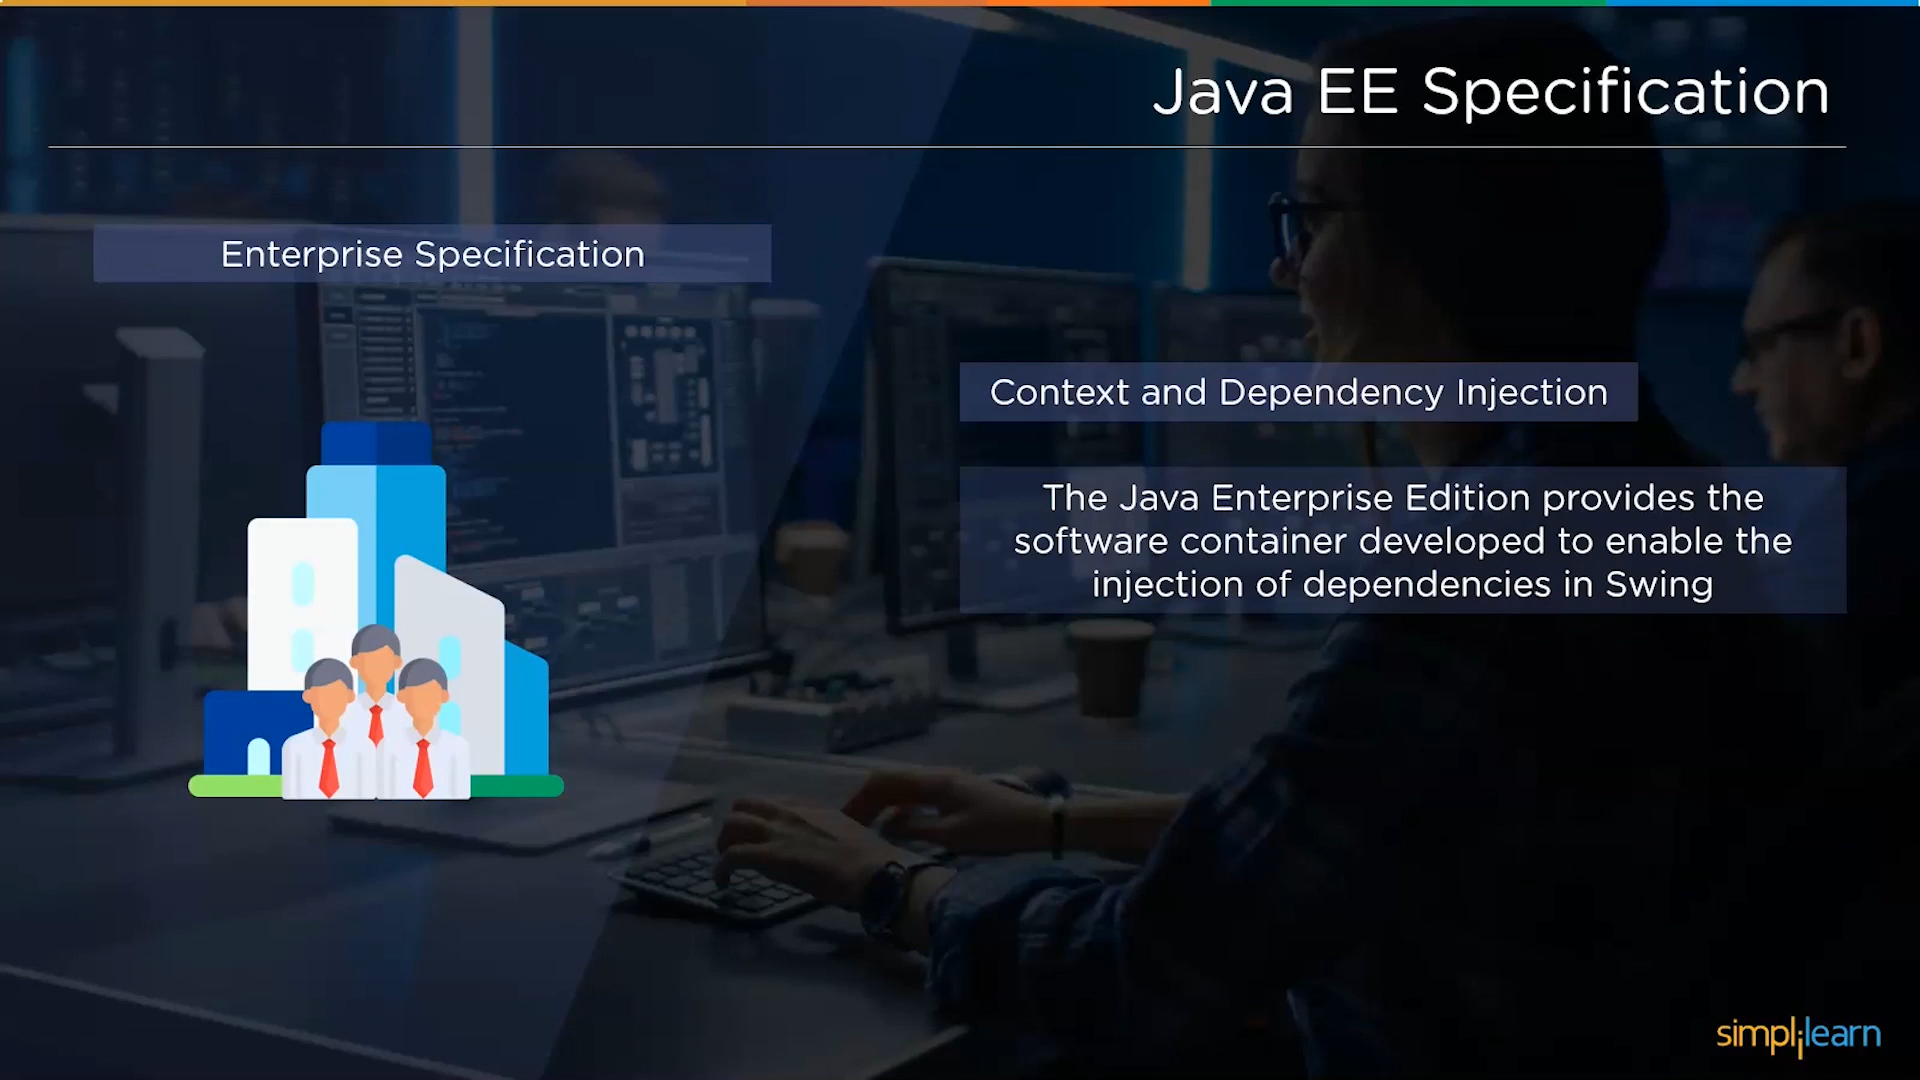 Java EE Specification
Enterprise Specification
Context and Dependency Injection
The Java Enterprise Edition provides the
software container developed to enable the
injection of dependencies in Swing
simplilearn